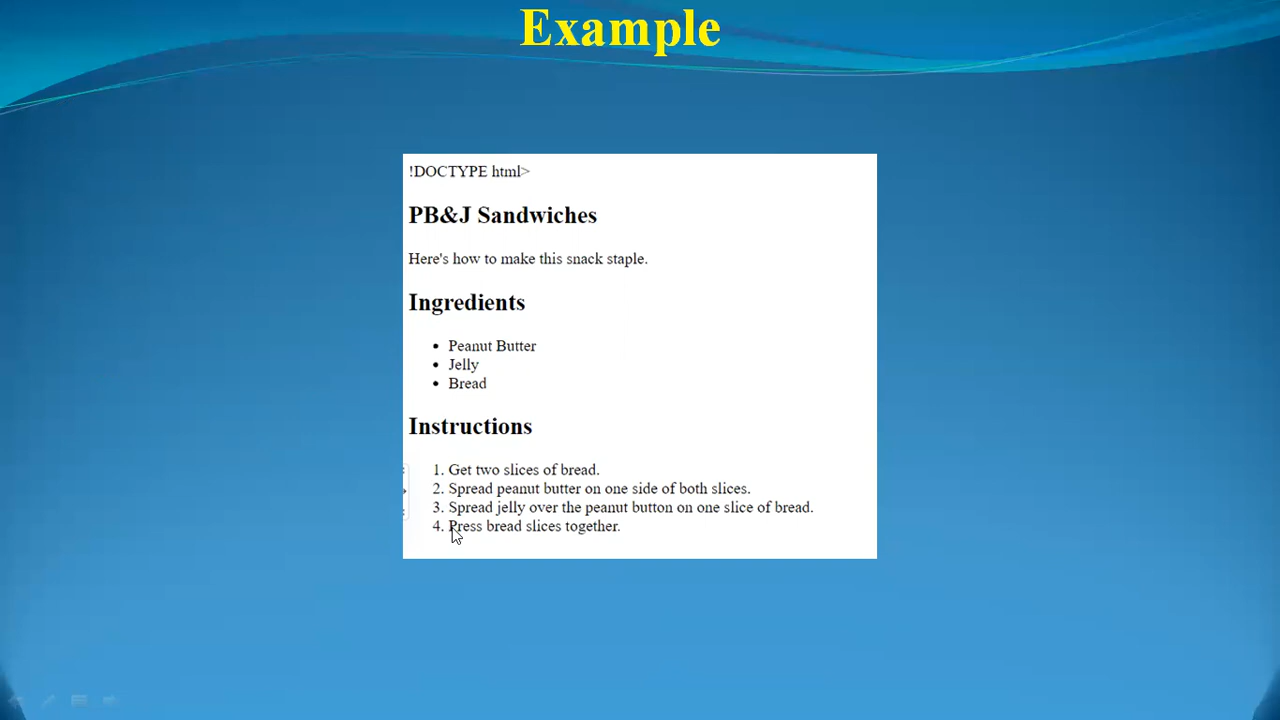 Example
!DOCTYPE html>
PB&J Sandwiches
Here's how to make this snack staple.
Ingredients
• Peanut Butter
• Jelly
• Bread
Instructions
1. Get two slices of bread.
2. Spread peanut butter on one side of both slices.
3. Spread jelly over the peanut button on one slice of bread.
4. Press bread slices together.